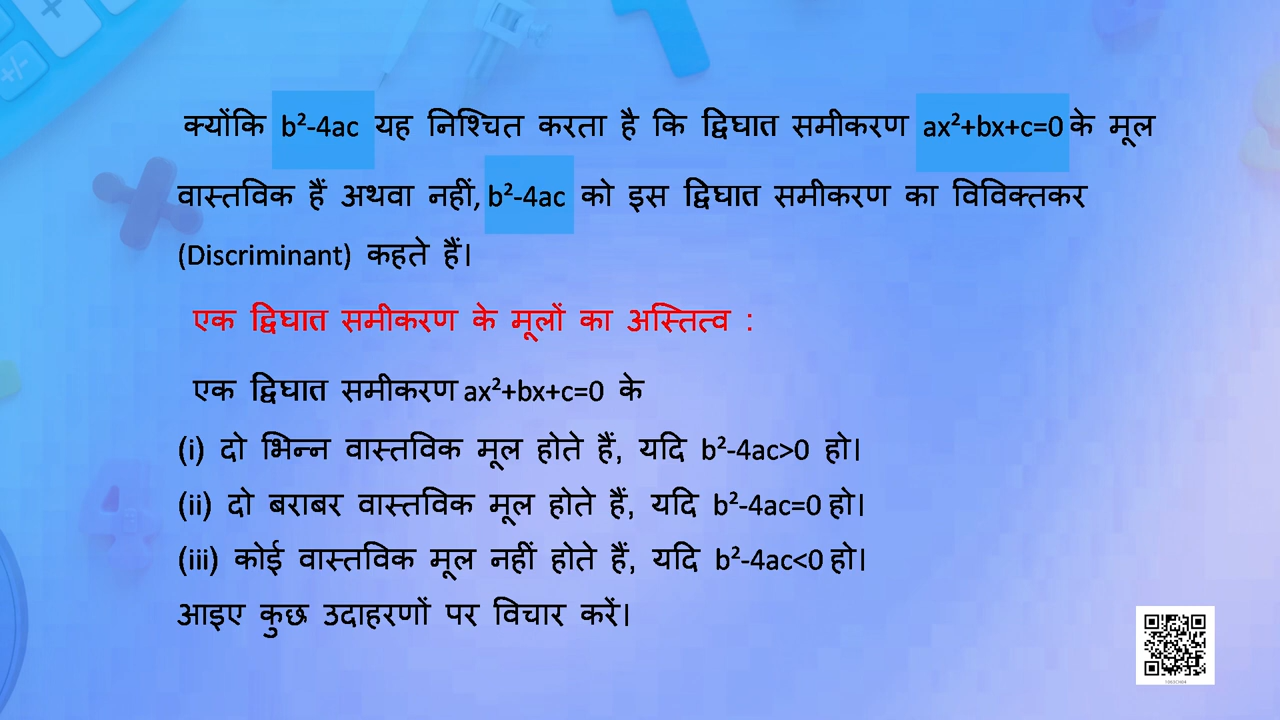 क्योंकि b²-4ac यह निश्चित करता है कि द्विघात समीकरण ax²+bx+c=0 के मूल
वास्तविक हैं अथवा नहीं, b²-4ac को इस द्विघात समीकरण का विविक्तकर
(Discriminant) कहते हैं।
एक द्विघात समीकरण के मूलों का अस्तित्व :
एक द्विघात समीकरण ax²+bx+c=0 के
(i) दो भिन्न वास्तविक मूल होते हैं, यदि b²-4ac>0 हो।
(ii) दो बराबर वास्तविक मूल होते हैं, यदि b²-4ac=0 हो।
(iii) कोई वास्तविक मूल नहीं होते हैं, यदि b²-4ac<0 हो।
आइए कुछ उदाहरणों पर विचार करें।